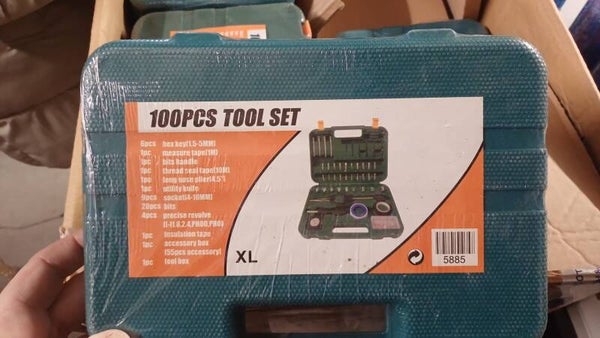 100PCS TOOL SET
6pcs hex key(1.5-5MM)
1pc measure tape(1M)
1pc bits handle
1pc thread seal tape(10M)
1pc long nose plier(4.5")
1pc utility knife
9pcs socket(4-10MM)
20pcs bits
4pcs precise revolve
1pc Insulation tape
1pc accessory box
(55pcs accessory)
1pc tool box
XL
5885